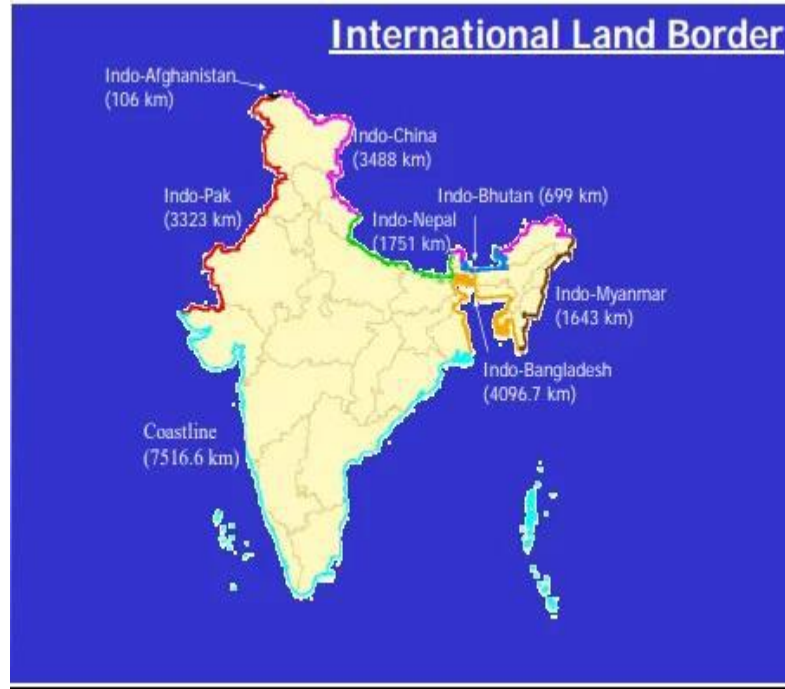 International Land Border
Indo-Afghanistan
(106 km)
Indo-China
(3488 km)
Indo-Pak
(3323 km)
Indo-Bhutan (699 km)
Indo-Nepal
(1751 km)
Indo-Myanmar
(1643 km)
Indo-Bangladesh
(4096.7 km)
Coastline
(7516.6 km)